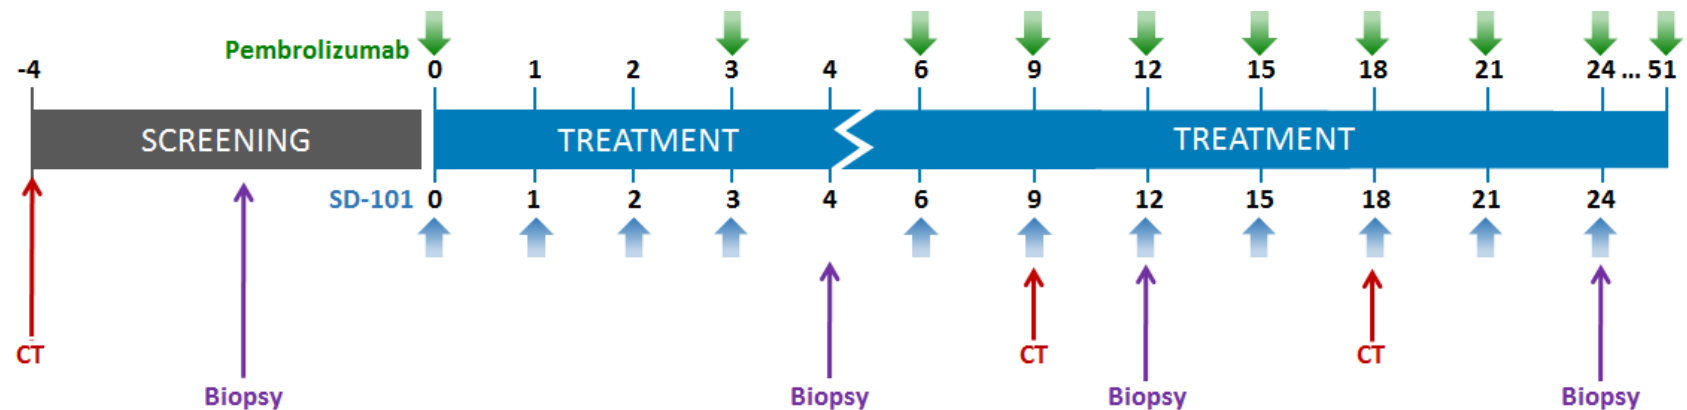 Pembrolizumab
-4 0 1 2 3 4 6 9 12 15 18 21 24 ... 51
SCREENING TREATMENT TREATMENT
SD-101 0 1 2 3 4 6 9 12 15 18 21 24
CT CT CT
Biopsy Biopsy Biopsy Biopsy